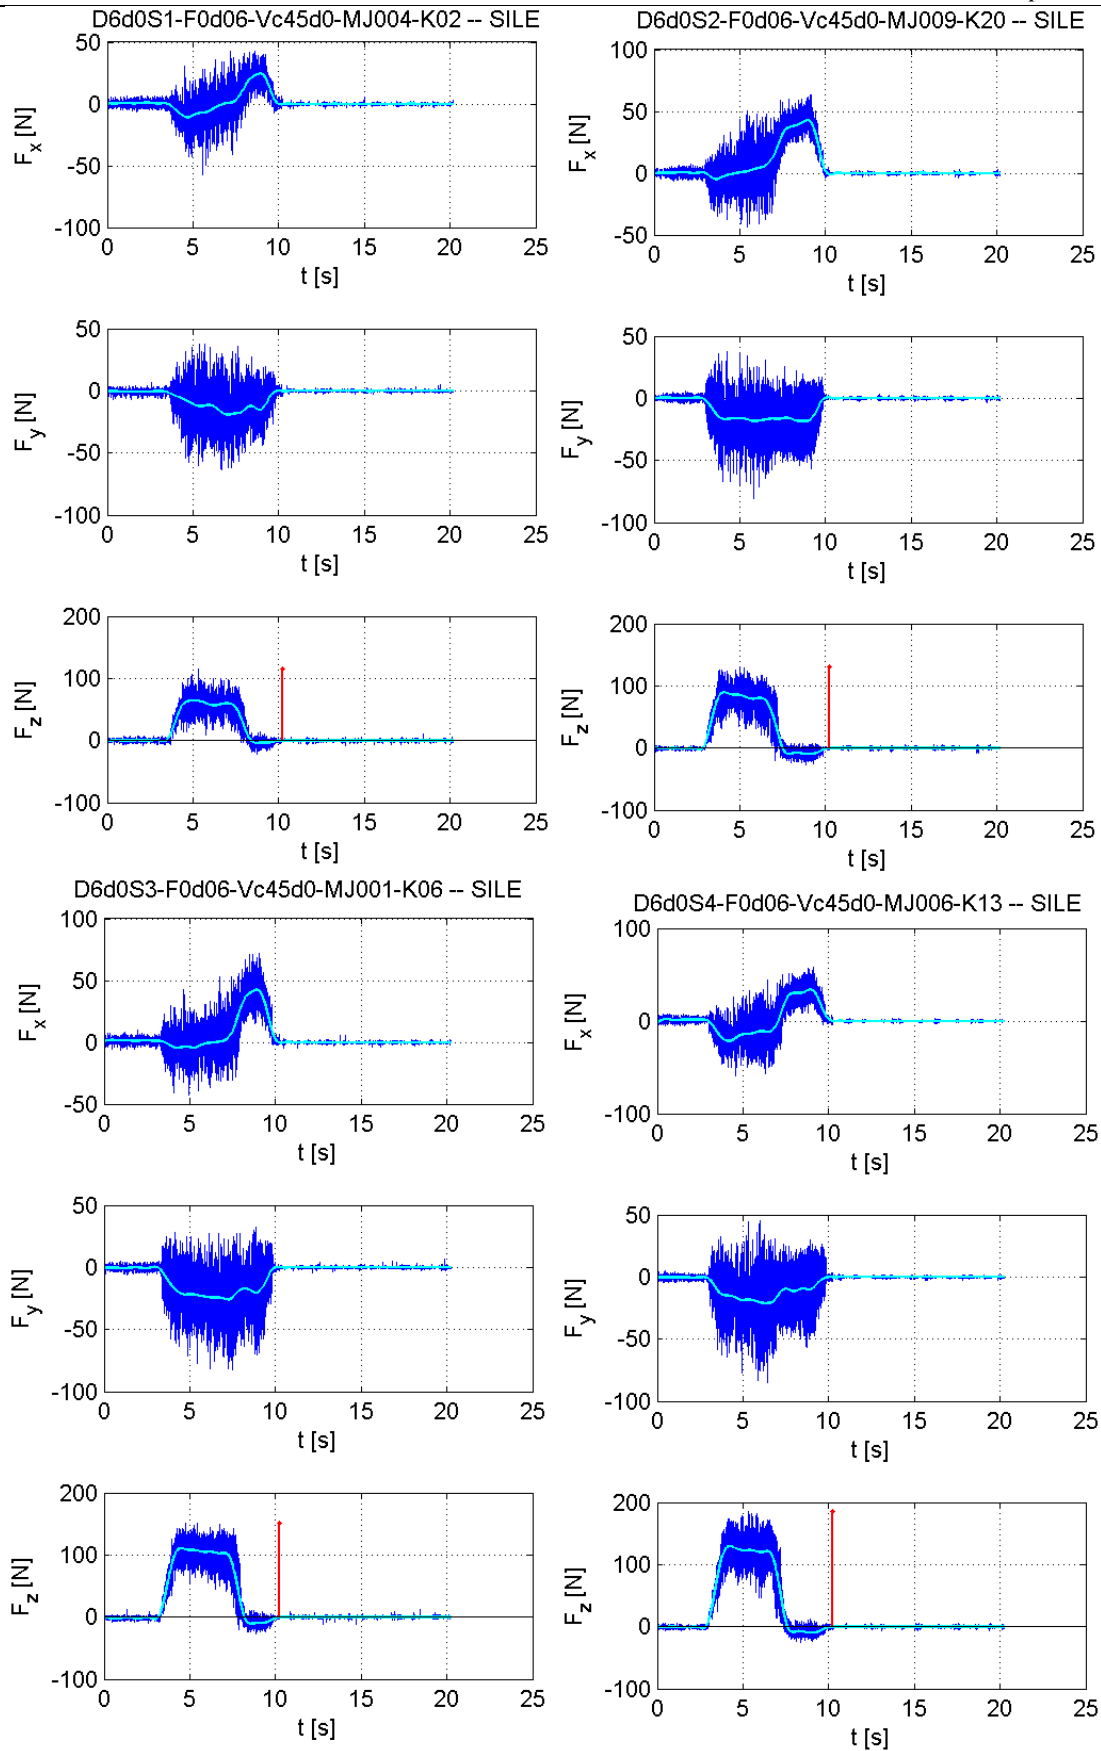 D6d0S1-F0d06-Vc45d0-MJ004-K02 -- SILE
50
0
-50
-100
F_x [N]
0 5 10 15 20 25
t [s]
50
0
-50
-100
F_y [N]
0 5 10 15 20 25
t [s]
200
100
0
-100
F_z [N]
0 5 10 15 20 25
t [s]
D6d0S2-F0d06-Vc45d0-MJ009-K20 -- SILE
100
50
0
-50
F_x [N]
0 5 10 15 20 25
t [s]
50
0
-50
-100
F_y [N]
0 5 10 15 20 25
t [s]
200
100
0
-100
F_z [N]
0 5 10 15 20 25
t [s]
D6d0S3-F0d06-Vc45d0-MJ001-K06 -- SILE
100
50
0
-50
F_x [N]
0 5 10 15 20 25
t [s]
50
0
-50
-100
F_y [N]
0 5 10 15 20 25
t [s]
200
100
0
-100
F_z [N]
0 5 10 15 20 25
t [s]
D6d0S4-F0d06-Vc45d0-MJ006-K13 -- SILE
100
0
-100
F_x [N]
0 5 10 15 20 25
t [s]
50
0
-50
-100
F_y [N]
0 5 10 15 20 25
t [s]
200
100
0
-100
F_z [N]
0 5 10 15 20 25
t [s]